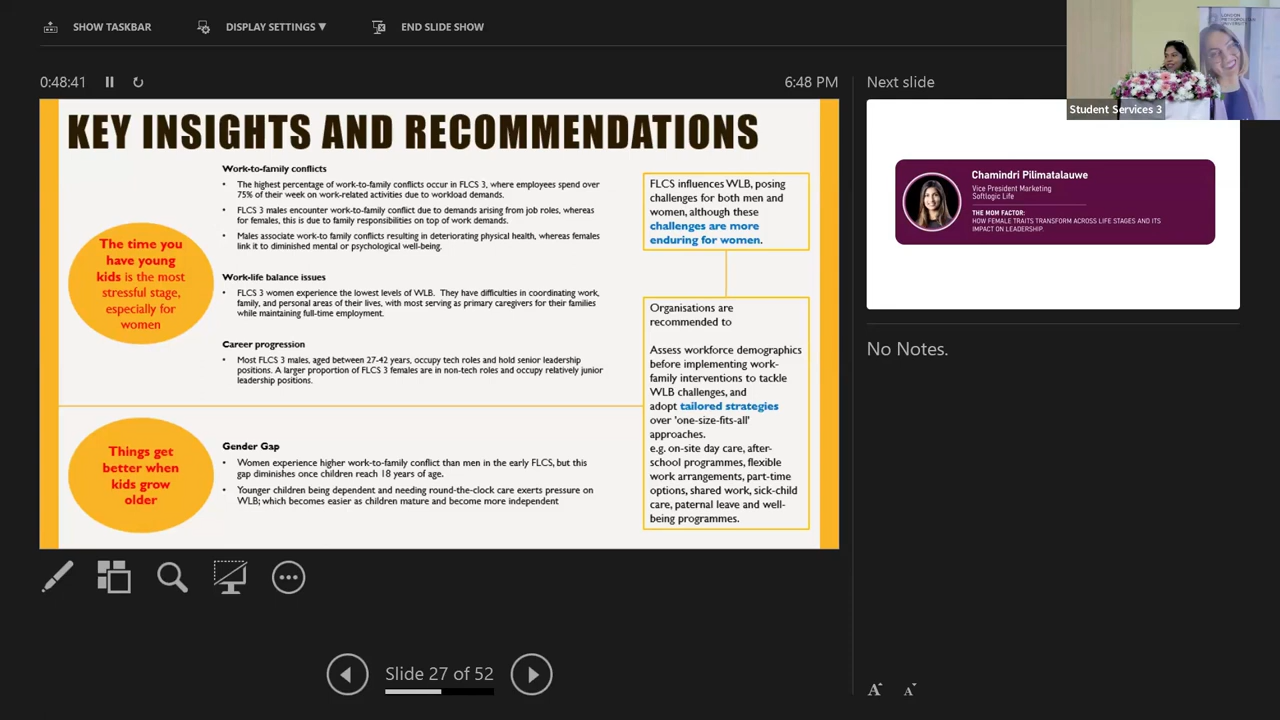 SHOW TASKBAR
DISPLAY SETTINGS ▼
END SLIDE SHOW
0:48:41
6:48 PM
KEY INSIGHTS AND RECOMMENDATIONS
The time you
have young
kids is the most
stressful stage,
especially for
women
Work-to-family conflicts
• The highest percentage of work-to-family conflicts occur in FLCS 3, where employees spend over
75% of their week on work-related activities due to workload demands.
• FLCS 3 males encounter work-to-family conflict due to demands arising from job roles, whereas
for females, this is due to family responsibilities on top of work demands.
• Males associate work-to family conflicts resulting in deteriorating physical health, whereas females
link it to diminished mental or psychological well-being.
Work-life balance issues
• FLCS 3 women experience the lowest levels of WLB. They have difficulties in coordinating work,
family, and personal areas of their lives, with most serving as primary caregivers for their families
while maintaining full-time employment.
Career progression
• Most FLCS 3 males, aged between 27-42 years, occupy tech roles and hold senior leadership
positions. A larger proportion of FLCS 3 females are in non-tech roles and occupy relatively junior
leadership positions.
Things get
better when
kids grow
older
Gender Gap
• Women experience higher work-to-family conflict than men in the early FLCS, but this
gap diminishes once children reach 18 years of age.
• Younger children being dependent and needing round-the-clock care exerts pressure on
WLB; which becomes easier as children mature and become more independent
FLCS influences WLB, posing
challenges for both men and
women, although these
challenges are more
enduring for women.
Organisations are
recommended to
Assess workforce demographics
before implementing work-
family interventions to tackle
WLB challenges, and
adopt tailored strategies
over 'one-size-fits-all'
approaches.
e.g. on-site day care, after-
school programmes, flexible
work arrangements, part-time
options, shared work, sick-child
care, paternal leave and well-
being programmes.
Slide 27 of 52
Next slide
Chamindri Pilimatalauwe
Vice President Marketing
Softlogic Life
THE MOM FACTOR:
HOW FEMALE TRAITS TRANSFORM ACROSS LIFE STAGES AND ITS
IMPACT ON LEADERSHIP
No Notes.
A A
LONDON
METROPOLITAN
UNIVERSITY
Student Services 3